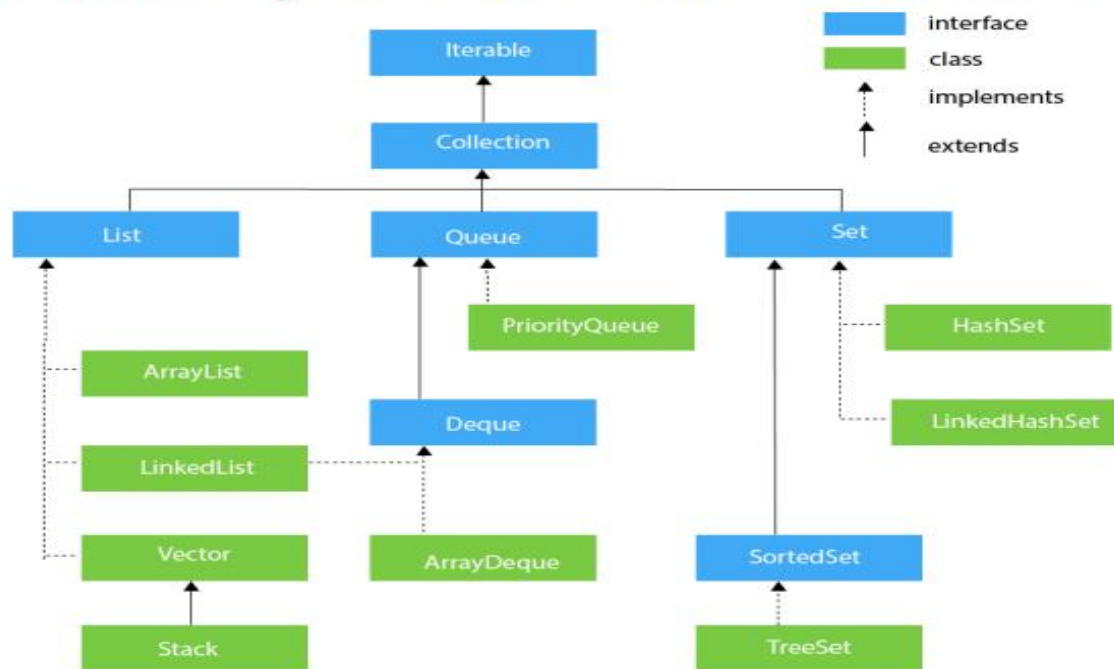 interface
Iterable
class
implements
Collection
extends
List
Queue
Set
PriorityQueue
HashSet
ArrayList
Deque
LinkedHashSet
LinkedList
Vector
ArrayDeque
SortedSet
Stack
TreeSet